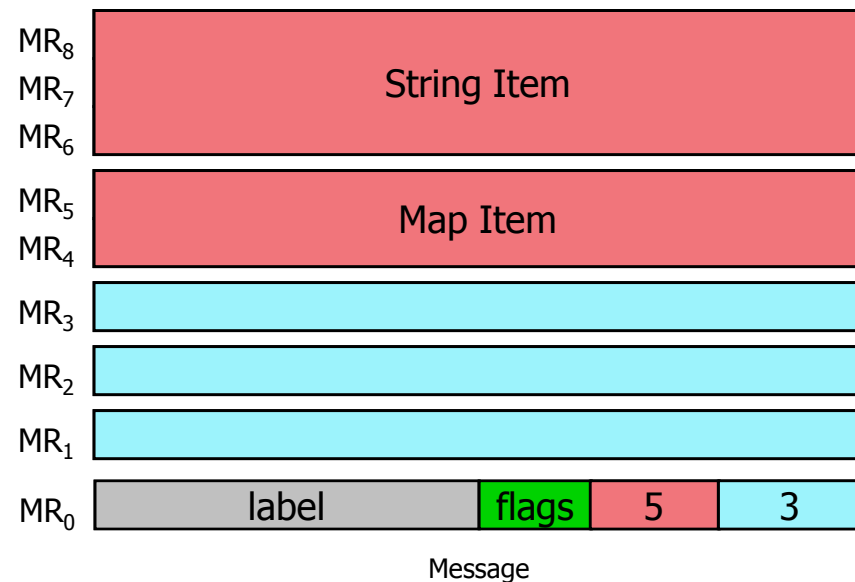 MR₈
MR₇ String Item
MR₆
MR₅
Map Item
MR₄
MR₃
MR₂
MR₁
MR₀ label flags 5 3
Message